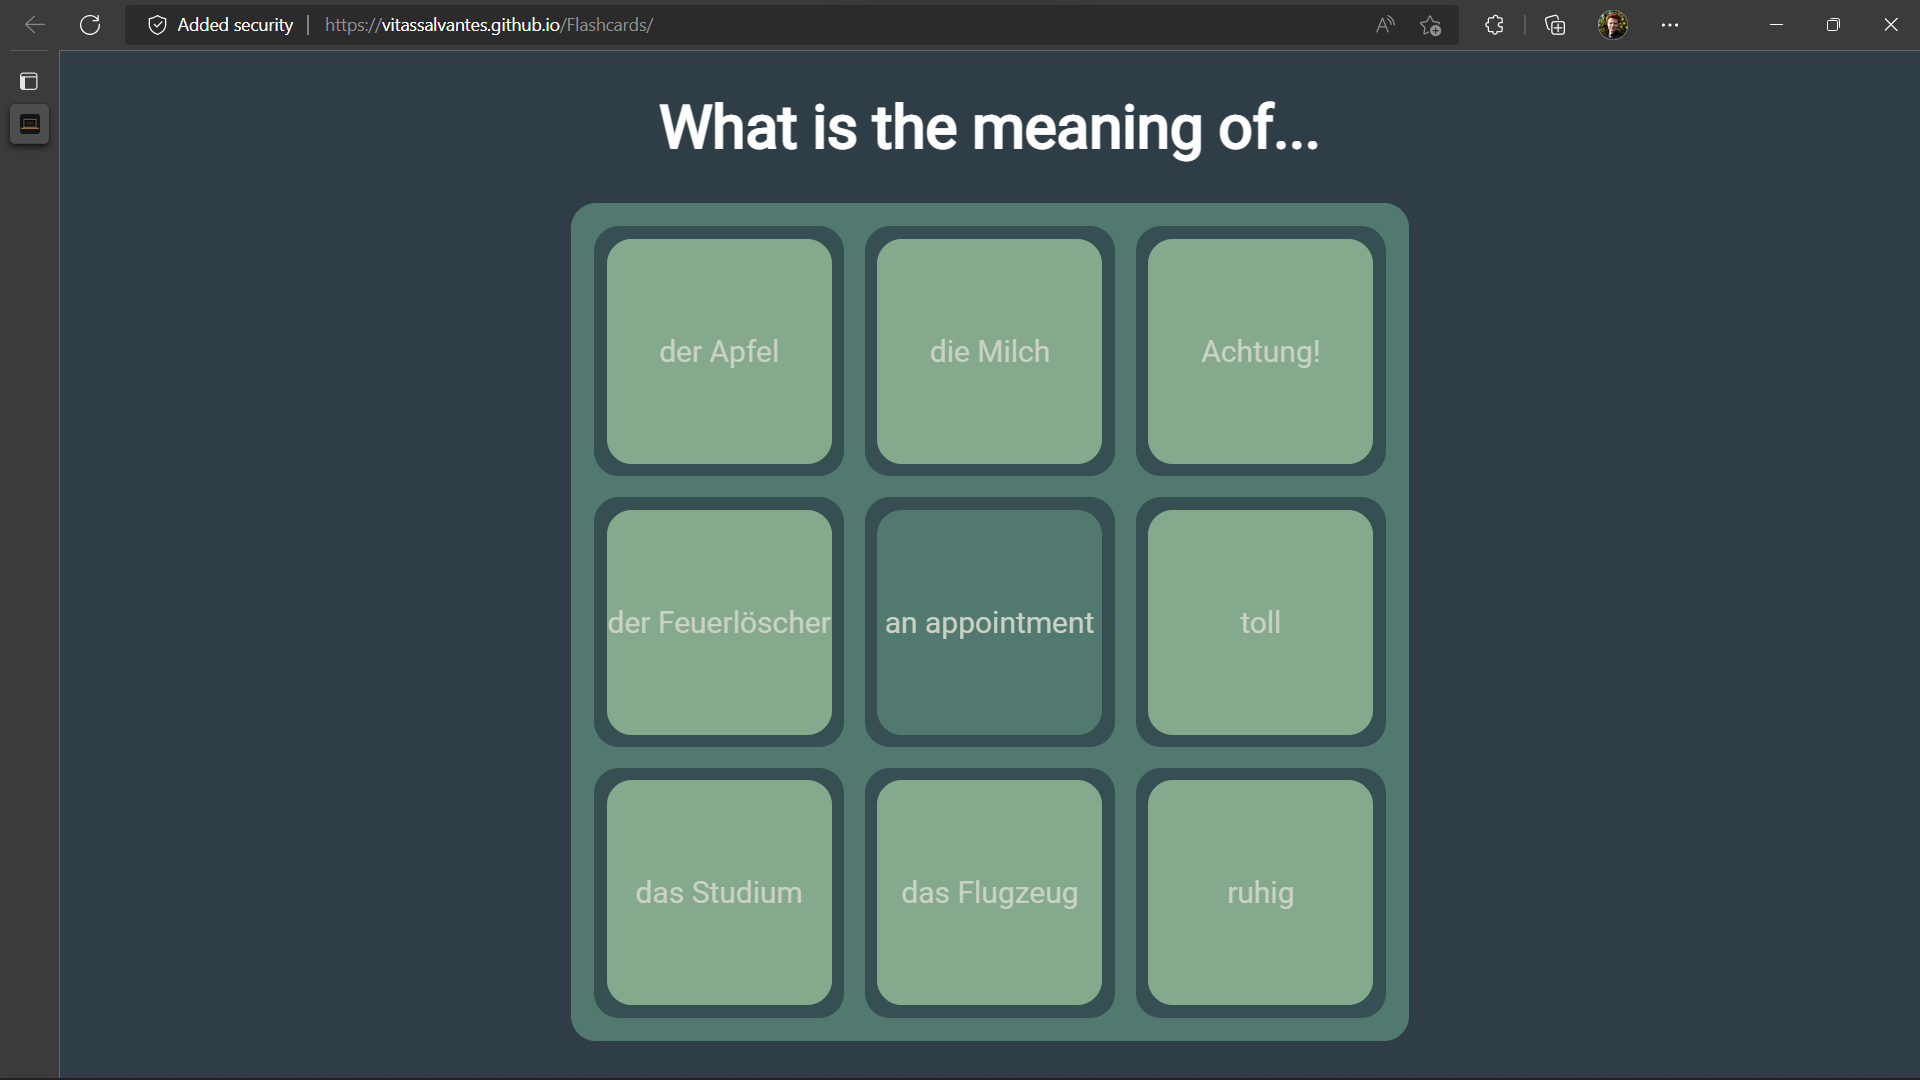 Added security
https://vitassalvantes.github.io/Flashcards/
What is the meaning of...
der Apfel
die Milch
Achtung!
der Feuerlöscher
an appointment
toll
das Studium
das Flugzeug
ruhig